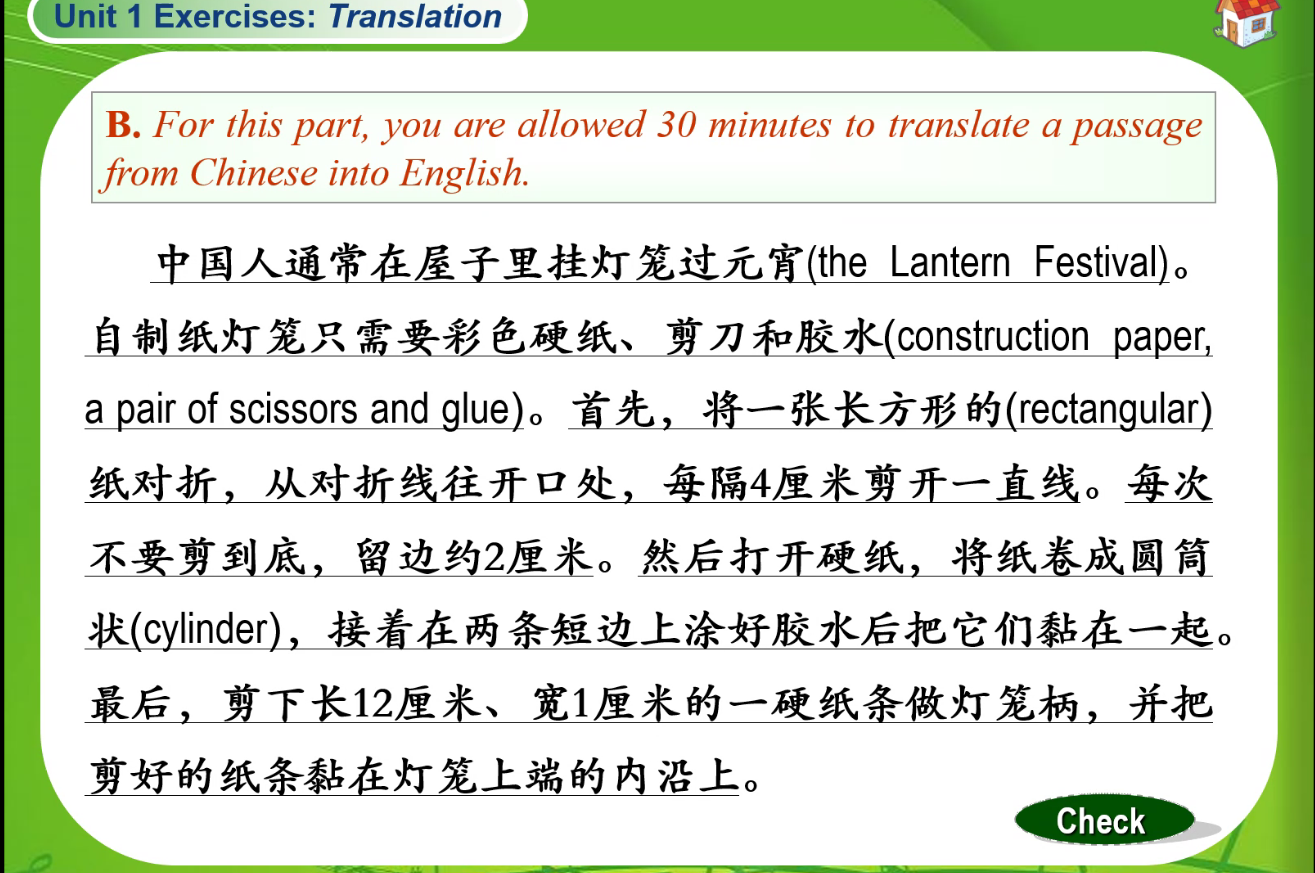 Unit 1 Exercises: Translation
B. For this part, you are allowed 30 minutes to translate a passage
from Chinese into English.
中国人通常在屋子里挂灯笼过元宵(the Lantern Festival)。
自制纸灯笼只需要彩色硬纸、剪刀和胶水(construction paper,
a pair of scissors and glue)。首先，将一张长方形的(rectangular)
纸对折，从对折线往开口处，每隔4厘米剪开一直线。每次
不要剪到底，留边约2厘米。然后打开硬纸，将纸卷成圆筒
状(cylinder)，接着在两条短边上涂好胶水后把它们黏在一起。
最后，剪下长12厘米、宽1厘米的一硬纸条做灯笼柄，并把
剪好的纸条黏在灯笼上端的内沿上。
Check